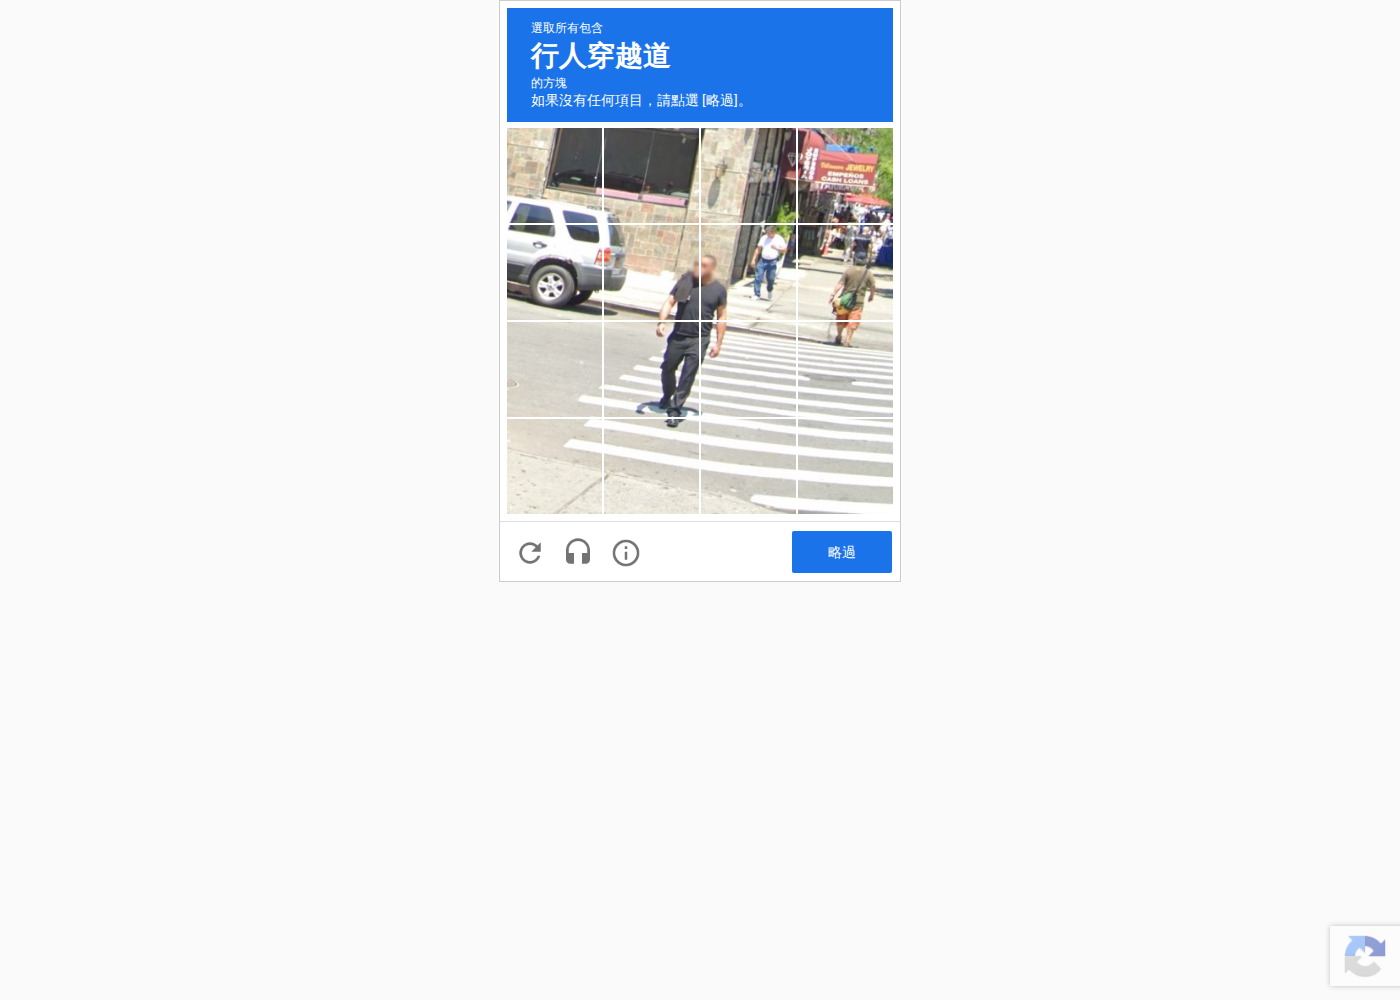 選取所有包含
行人穿越道
的方塊
如果沒有任何項目，請點選 [略過]。
JEWELRY
EMPEÑOS
CASH LOANS
略過